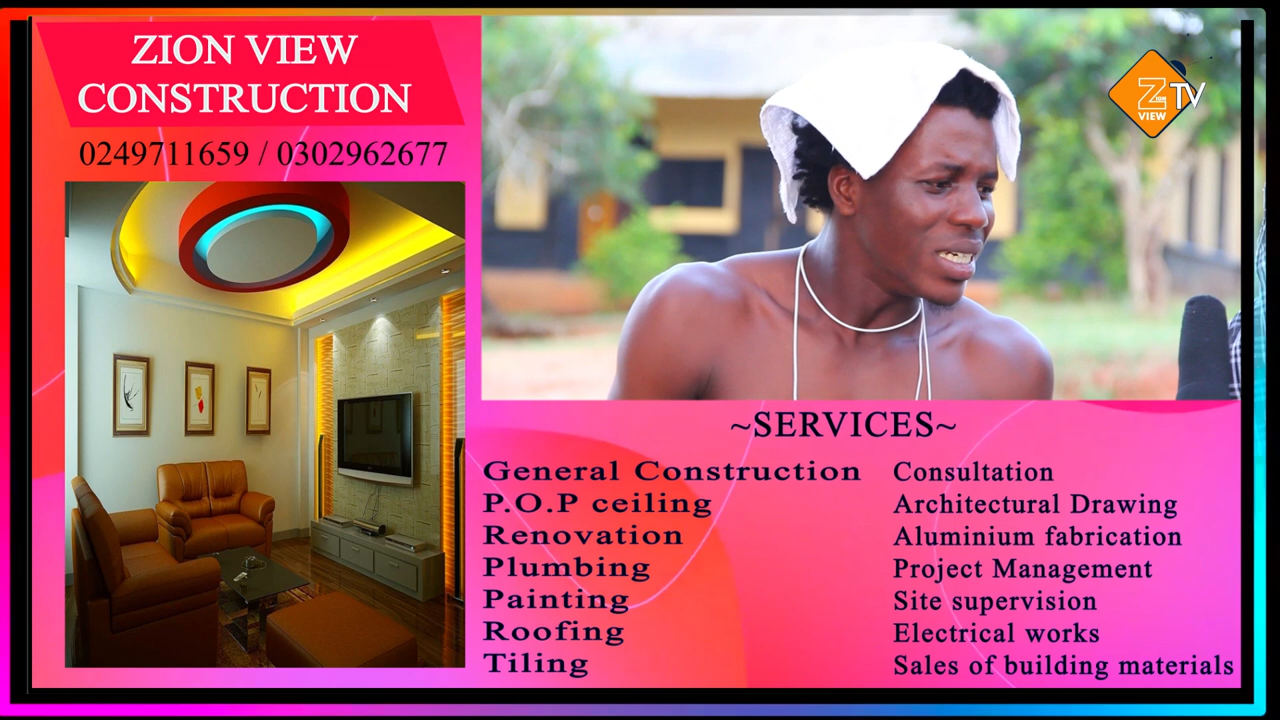 ZION VIEW
CONSTRUCTION
0249711659 / 0302962677
Z
TV
VIEW
~SERVICES~
General Construction
P.O.P ceiling
Renovation
Plumbing
Painting
Roofing
Tiling
Consultation
Architectural Drawing
Aluminium fabrication
Project Management
Site supervision
Electrical works
Sales of building materials